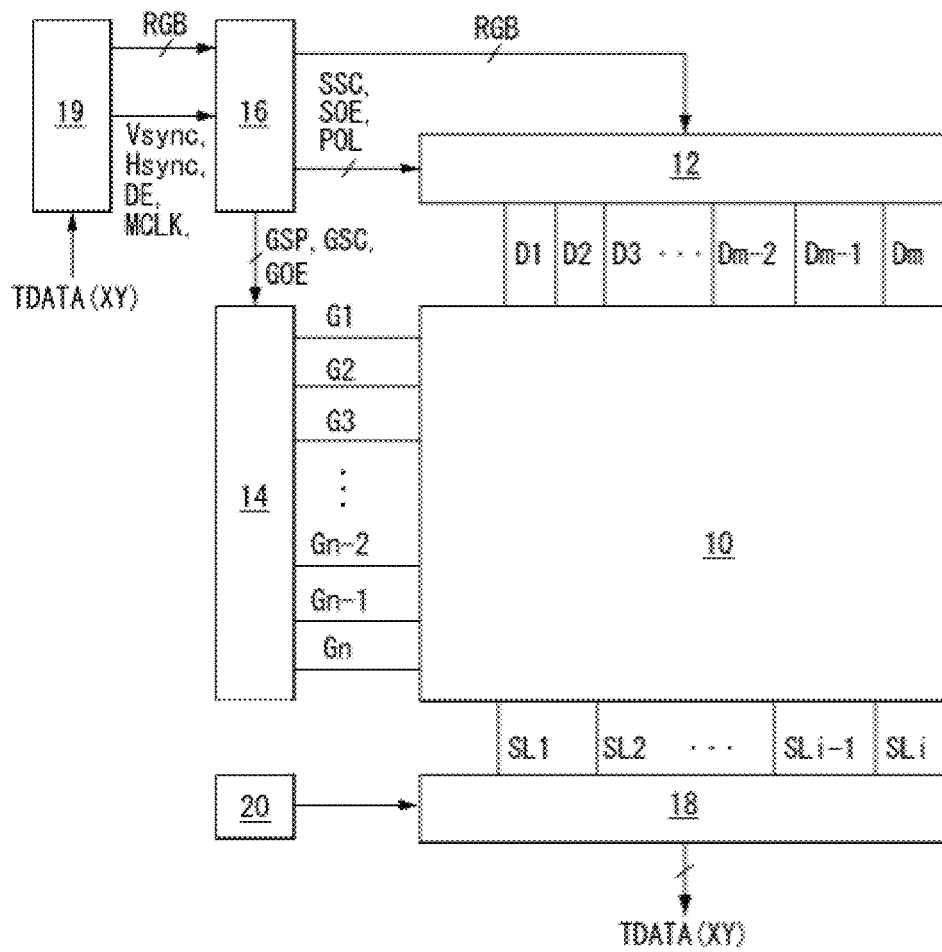 RGB
RGB
19
16
SSC,
SOE,
POL
Vsync,
Hsync,
DE,
MCLK,
12
TDATA(XY)
GSP, GSC,
GOE
D1 D2 D3 ··· Dm-2 Dm-1 Dm
G1
G2
G3
⋮
14
10
Gn-2
Gn-1
Gn
SL1 SL2 ··· SLi-1 SLi
20
18
TDATA(XY)